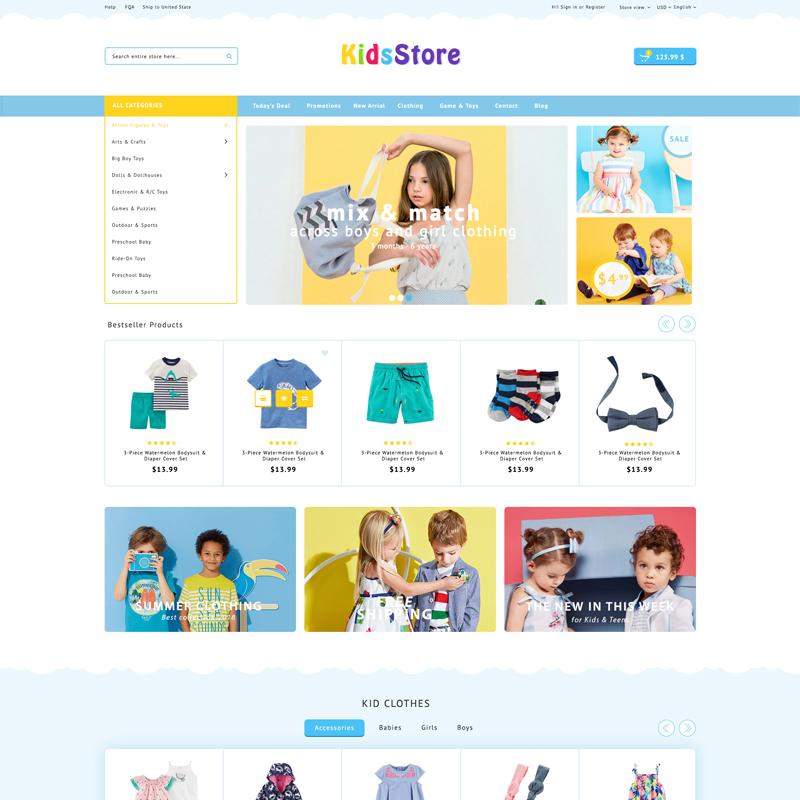 Help FQA Ship to United State
Hi! Sign in or Register Store view USD English
Search entire store here...
KidsStore
2
125.99 $
ALL CATEGORIES
Today's Deal Promotions New Arrial Clothing Game & Toys Contact Blog
Action Figures & Toys
Arts & Crafts
Big Boy Toys
Dolls & Dollhouses
Electronic & R/C Toys
Games & Puzzles
Outdoor & Sports
Preschool Baby
Ride-On Toys
Preschool Baby
Outdoor & Sports
mix & match
across boys and girl clothing
3 months - 6 years
SALE
$4.99
Bestseller Products
3-Piece Watermelon Bodysuit &
Diaper Cover Set
$13.99
3-Piece Watermelon Bodysuit &
Diaper Cover Set
$13.99
3-Piece Watermelon Bodysuit &
Diaper Cover Set
$13.99
3-Piece Watermelon Bodysuit &
Diaper Cover Set
$13.99
3-Piece Watermelon Bodysuit &
Diaper Cover Set
$13.99
SUMMER CLOTHING
FREE
SHIPPING
THE NEW IN THIS WEEK
for Kids & Teens
KID CLOTHES
Accessories Babies Girls Boys